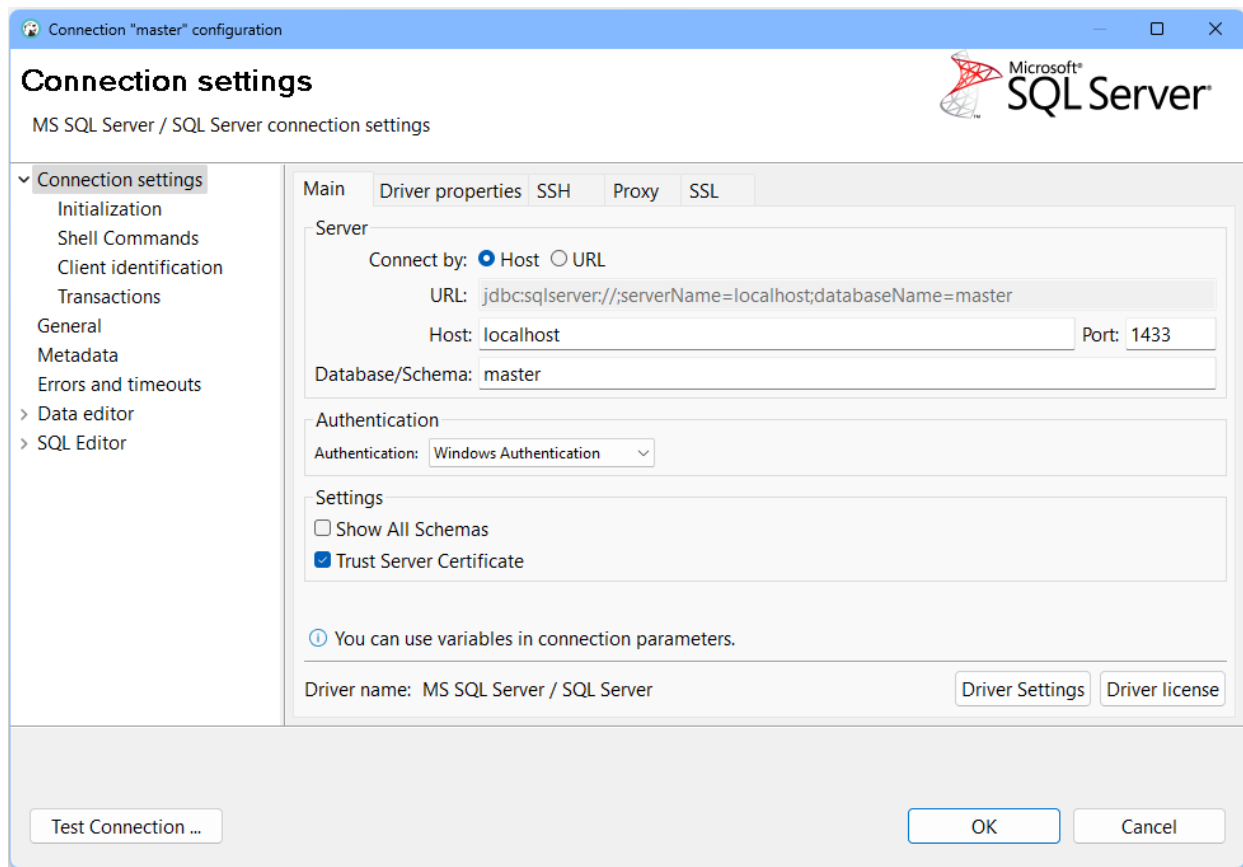 Connection "master" configuration
Connection settings
MS SQL Server / SQL Server connection settings
Microsoft®
SQL Server®
™
Connection settings
Initialization
Shell Commands
Client identification
Transactions
General
Metadata
Errors and timeouts
Data editor
SQL Editor
Main Driver properties SSH Proxy SSL
Server
Connect by: Host URL
URL: jdbc:sqlserver://;serverName=localhost;databaseName=master
Host: localhost Port: 1433
Database/Schema: master
Authentication
Authentication: Windows Authentication
Settings
Show All Schemas
Trust Server Certificate
You can use variables in connection parameters.
Driver name: MS SQL Server / SQL Server Driver Settings Driver license
Test Connection ... OK Cancel